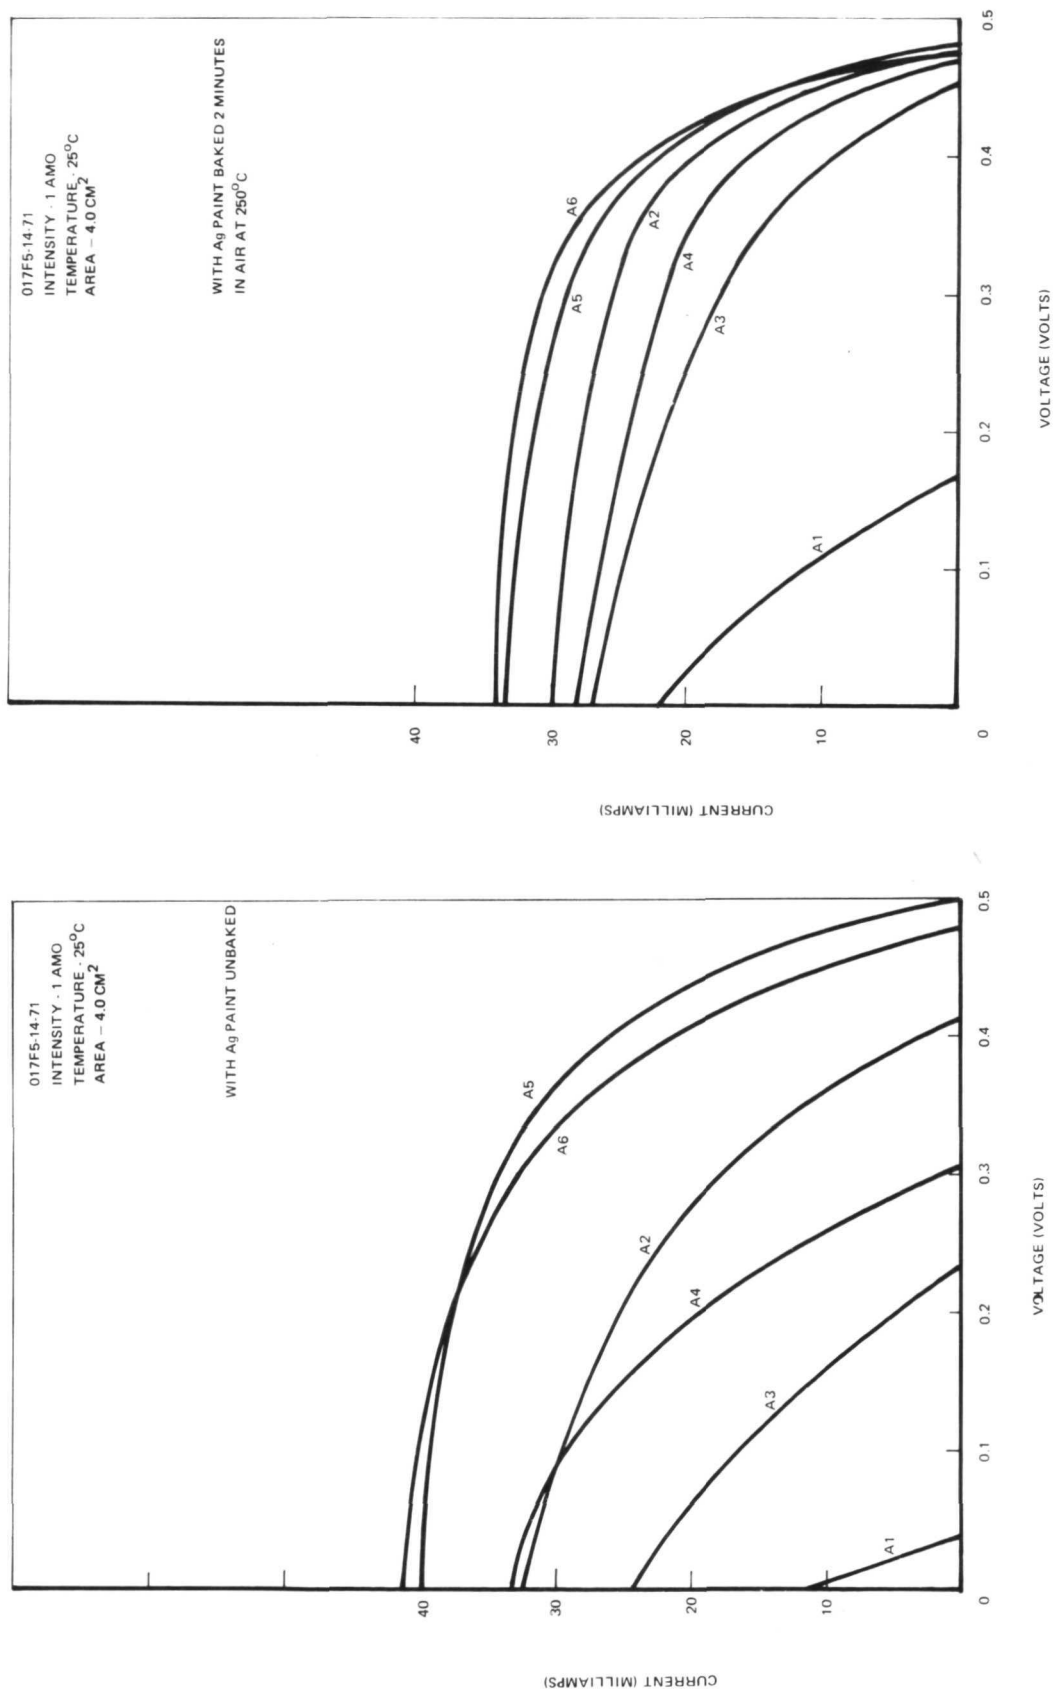 017F5-14-71
INTENSITY - 1 AMO
TEMPERATURE - 25°C
AREA – 4.0 CM²
WITH Ag PAINT UNBAKED
CURRENT (MILLIAMPS)
40
30
20
10
0
A5
A6
A2
A4
A3
A1
0.1
0.2
0.3
0.4
0.5
VOLTAGE (VOLTS)
017F5-14-71
INTENSITY - 1 AMO
TEMPERATURE - 25°C
AREA – 4.0 CM²
WITH Ag PAINT BAKED 2 MINUTES
IN AIR AT 250°C
CURRENT (MILLIAMPS)
40
30
20
10
0
A6
A5
A2
A4
A3
A1
0.1
0.2
0.3
0.4
0.5
VOLTAGE (VOLTS)